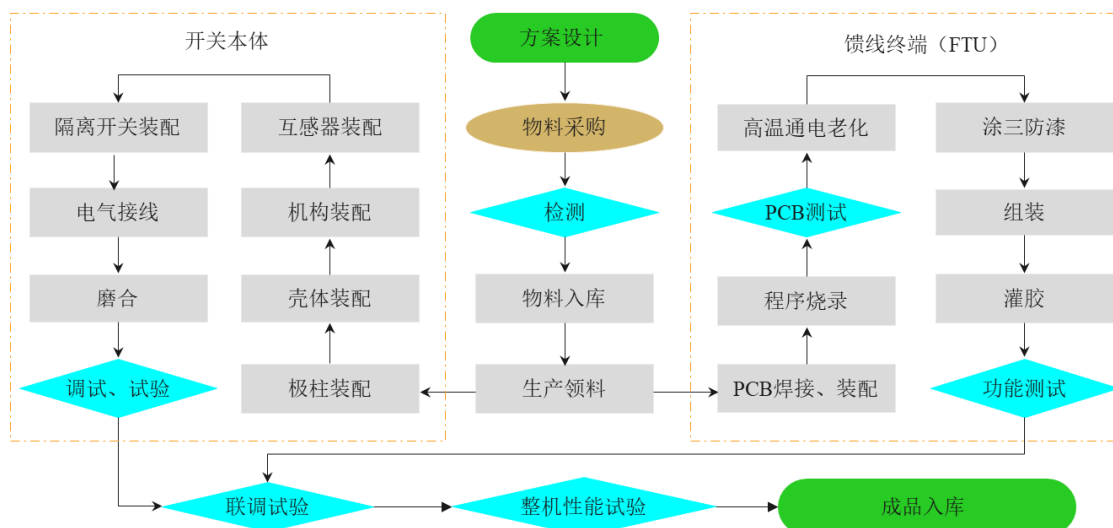 开关本体
方案设计
馈线终端（FTU）
隔离开关装配
互感器装配
物料采购
高温通电老化
涂三防漆
电气接线
机构装配
检测
PCB测试
组装
磨合
壳体装配
物料入库
程序烧录
灌胶
调试、试验
极柱装配
生产领料
PCB焊接、装配
功能测试
联调试验
整机性能试验
成品入库